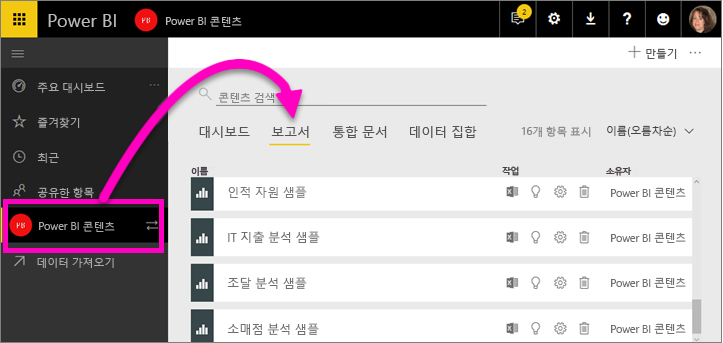 Power BI PB Power BI 콘텐츠 2 ?
만들기 ...
주요 대시보드 ...
즐겨찾기
최근
공유한 항목
PB Power BI 콘텐츠
데이터 가져오기
콘텐츠 검색
대시보드 보고서 통합 문서 데이터 집합 16개 항목 표시 이름(오름차순)
이름 작업 소유자
인적 자원 샘플 Power BI 콘텐츠
IT 지출 분석 샘플 Power BI 콘텐츠
조달 분석 샘플 Power BI 콘텐츠
소매점 분석 샘플 Power BI 콘텐츠